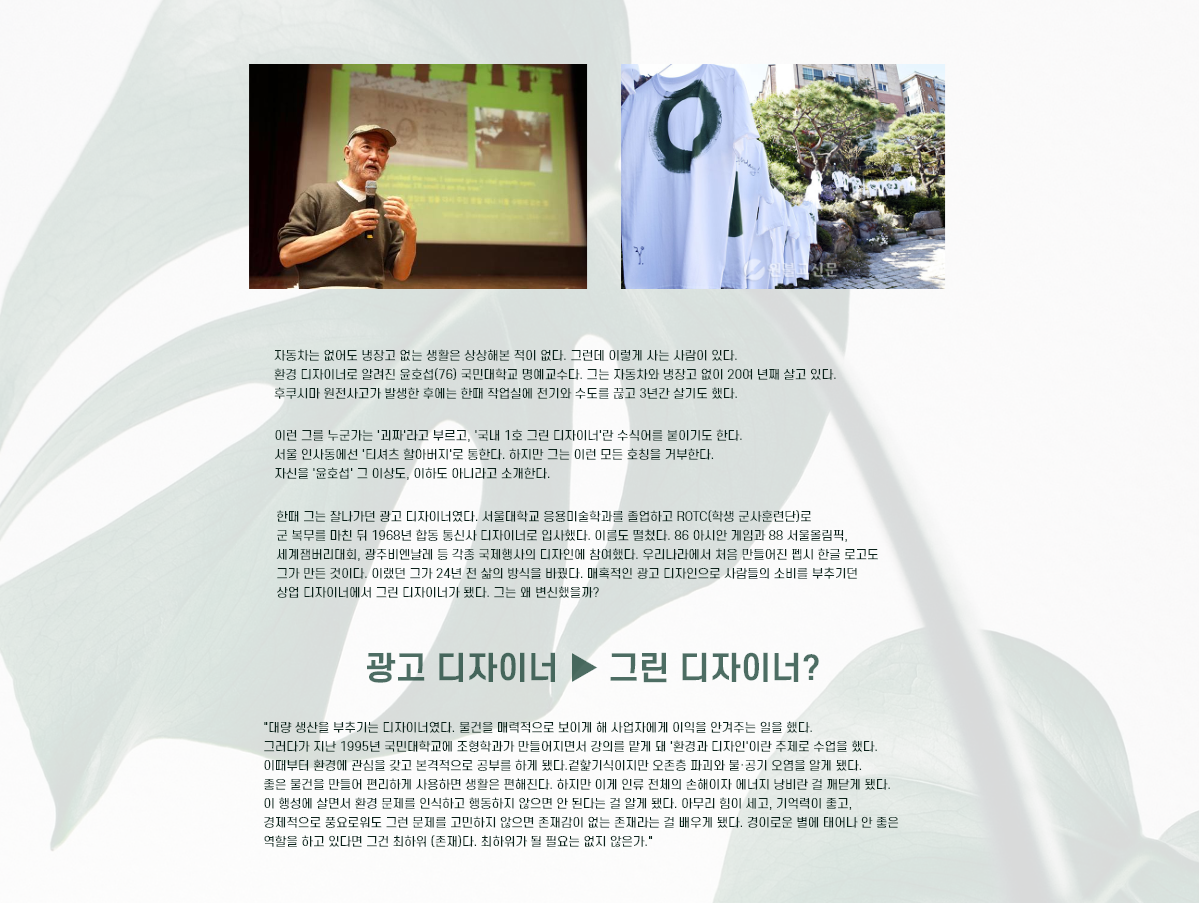 원불교신문
자동차는 없어도 냉장고 없는 생활은 상상해본 적이 없다. 그런데 이렇게 사는 사람이 있다.
환경 디자이너로 알려진 윤호섭(76) 국민대학교 명예교수다. 그는 자동차와 냉장고 없이 20여 년째 살고 있다.
후쿠시마 원전사고가 발생한 후에는 한때 작업실에 전기와 수도를 끊고 3년간 살기도 했다.
이런 그를 누군가는 '괴짜'라고 부르고, '국내 1호 그린 디자이너'란 수식어를 붙이기도 한다.
서울 인사동에선 '티셔츠 할아버지'로 통한다. 하지만 그는 이런 모든 호칭을 거부한다.
자신을 '윤호섭' 그 이상도, 이하도 아니라고 소개한다.
한때 그는 잘나가던 광고 디자이너였다. 서울대학교 응용미술학과를 졸업하고 ROTC(학생 군사훈련단)로
군 복무를 마친 뒤 1968년 합동 통신사 디자이너로 입사했다. 이름도 떨쳤다. 86 아시안 게임과 88 서울올림픽,
세계잼버리대회, 광주비엔날레 등 각종 국제행사의 디자인에 참여했다. 우리나라에서 처음 만들어진 펩시 한글 로고도
그가 만든 것이다. 이랬던 그가 24년 전 삶의 방식을 바꿨다. 매혹적인 광고 디자인으로 사람들의 소비를 부추기던
상업 디자이너에서 그린 디자이너가 됐다. 그는 왜 변신했을까?
광고 디자이너 ▶ 그린 디자이너?
"대량 생산을 부추기는 디자이너였다. 물건을 매력적으로 보이게 해 사업자에게 이익을 안겨주는 일을 했다.
그러다가 지난 1995년 국민대학교에 조형학과가 만들어지면서 강의를 맡게 돼 '환경과 디자인'이란 주제로 수업을 했다.
이때부터 환경에 관심을 갖고 본격적으로 공부를 하게 됐다.겉핥기식이지만 오존층 파괴와 물·공기 오염을 알게 됐다.
좋은 물건을 만들어 편리하게 사용하면 생활은 편해진다. 하지만 이게 인류 전체의 손해이자 에너지 낭비란 걸 깨닫게 됐다.
이 행성에 살면서 환경 문제를 인식하고 행동하지 않으면 안 된다는 걸 알게 됐다. 아무리 힘이 세고, 기억력이 좋고,
경제적으로 풍요로워도 그런 문제를 고민하지 않으면 존재감이 없는 존재라는 걸 배우게 됐다. 경이로운 별에 태어나 안 좋은
역할을 하고 있다면 그건 최하위 (존재)다. 최하위가 될 필요는 없지 않은가."